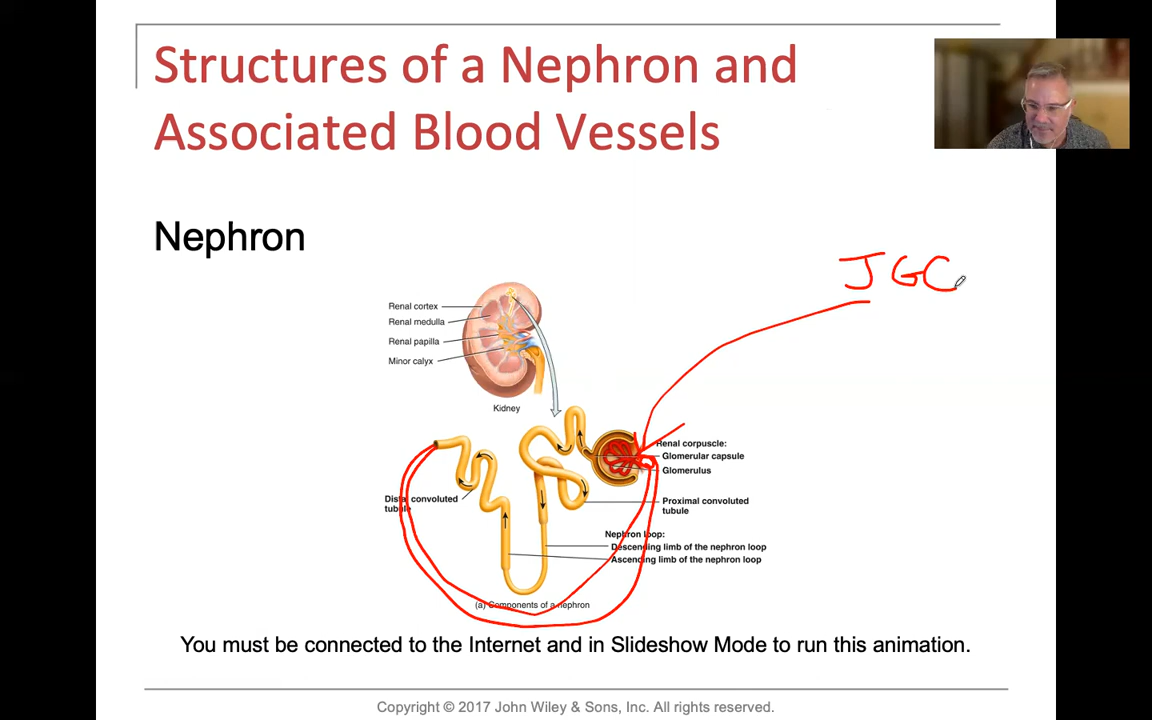 Structures of a Nephron and
Associated Blood Vessels
Nephron
JGC
Renal cortex
Renal medulla
Renal papilla
Minor calyx
Kidney
Renal corpuscle:
Glomerular capsule
Glomerulus
Distal convoluted
tubule
Proximal convoluted
tubule
Nephron loop:
Descending limb of the nephron loop
Ascending limb of the nephron loop
(a) Components of a nephron
You must be connected to the Internet and in Slideshow Mode to run this animation.
Copyright © 2017 John Wiley & Sons, Inc. All rights reserved.